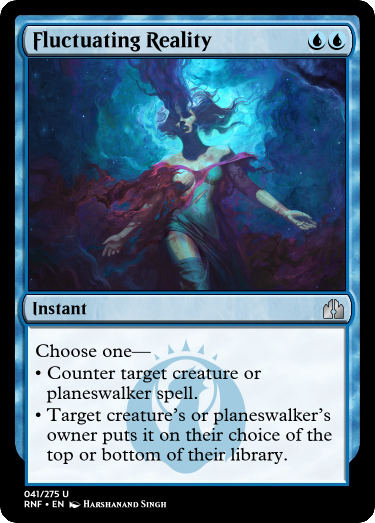 Fluctuating Reality
Instant
Choose one—
• Counter target creature or
planeswalker spell.
• Target creature's or planeswalker's
owner puts it on their choice of the
top or bottom of their library.
041/275 U
RNF • EN Harshanand Singh